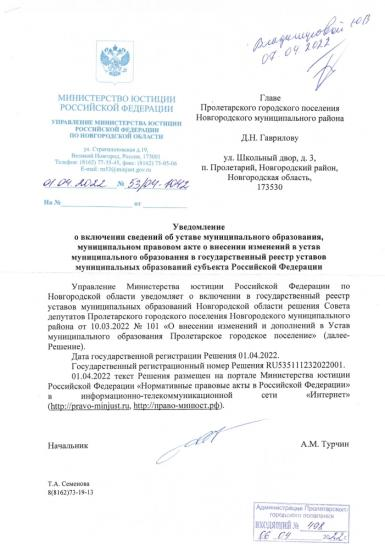 Владимировой Ю.В
07 04 2022
МИНИСТЕРСТВО ЮСТИЦИИ
РОССИЙСКОЙ ФЕДЕРАЦИИ
УПРАВЛЕНИЕ МИНИСТЕРСТВА ЮСТИЦИИ
РОССИЙСКОЙ ФЕДЕРАЦИИ
ПО НОВГОРОДСКОЙ ОБЛАСТИ
ул. Стратилатовская д.19,
Великий Новгород, Россия, 173001
Телефон: (8162) 77-35-45, факс: (8162) 73-05-06
E-mail: ru53@minjust.gov.ru
01.04.2022 № 53/04-1042
На № от
Главе
Пролетарского городского поселения
Новгородского муниципального района
Д.Н. Гаврилову
ул. Школьный двор, д. 3,
п. Пролетарий, Новгородский район,
Новгородская область,
173530
Уведомление
о включении сведений об уставе муниципального образования,
муниципальном правовом акте о внесении изменений в устав
муниципального образования в государственный реестр уставов
муниципальных образований субъекта Российской Федерации
Управление Министерства юстиции Российской Федерации по
Новгородской области уведомляет о включении в государственный реестр
уставов муниципальных образований Новгородской области решения Совета
депутатов Пролетарского городского поселения Новгородского муниципального
района от 10.03.2022 № 101 «О внесении изменений и дополнений в Устав
муниципального образования Пролетарское городское поселение» (далее-
Решение).
Дата государственной регистрации Решения 01.04.2022.
Государственный регистрационный номер Решения RU535111232022001.
01.04.2022 текст Решения размещен на портале Министерства юстиции
Российской Федерации «Нормативные правовые акты в Российской Федерации»
в информационно-телекоммуникационной сети «Интернет»
(http://pravo-minjust.ru, http://право-минюст.рф).
Начальник А.М. Турчин
Т.А. Семенова
8(8162)73-19-13
Администрация Пролетарского
городского поселения
ВХОДЯЩИЙ № 408
06 04 2022г.